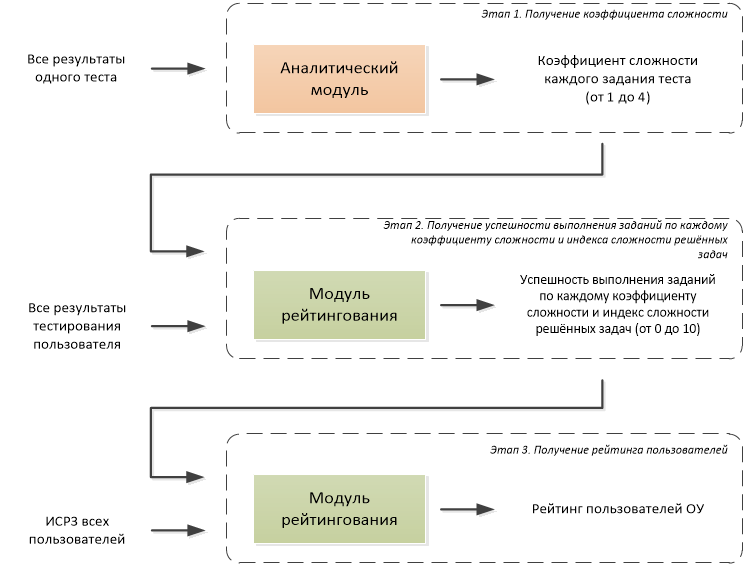 Этап 1. Получение коэффициента сложности
Все результаты
одного теста
Аналитический
модуль
Коэффициент сложности
каждого задания теста
(от 1 до 4)
Этап 2. Получение успешности выполнения заданий по каждому
коэффициенту сложности и индекса сложности решённых
задач
Все результаты
тестирования
пользователя
Модуль
рейтингования
Успешность выполнения заданий
по каждому коэффициенту
сложности и индекс сложности
решённых задач (от 0 до 10)
Этап 3. Получение рейтинга пользователей
ИСРЗ всех
пользователей
Модуль
рейтингования
Рейтинг пользователей ОУ